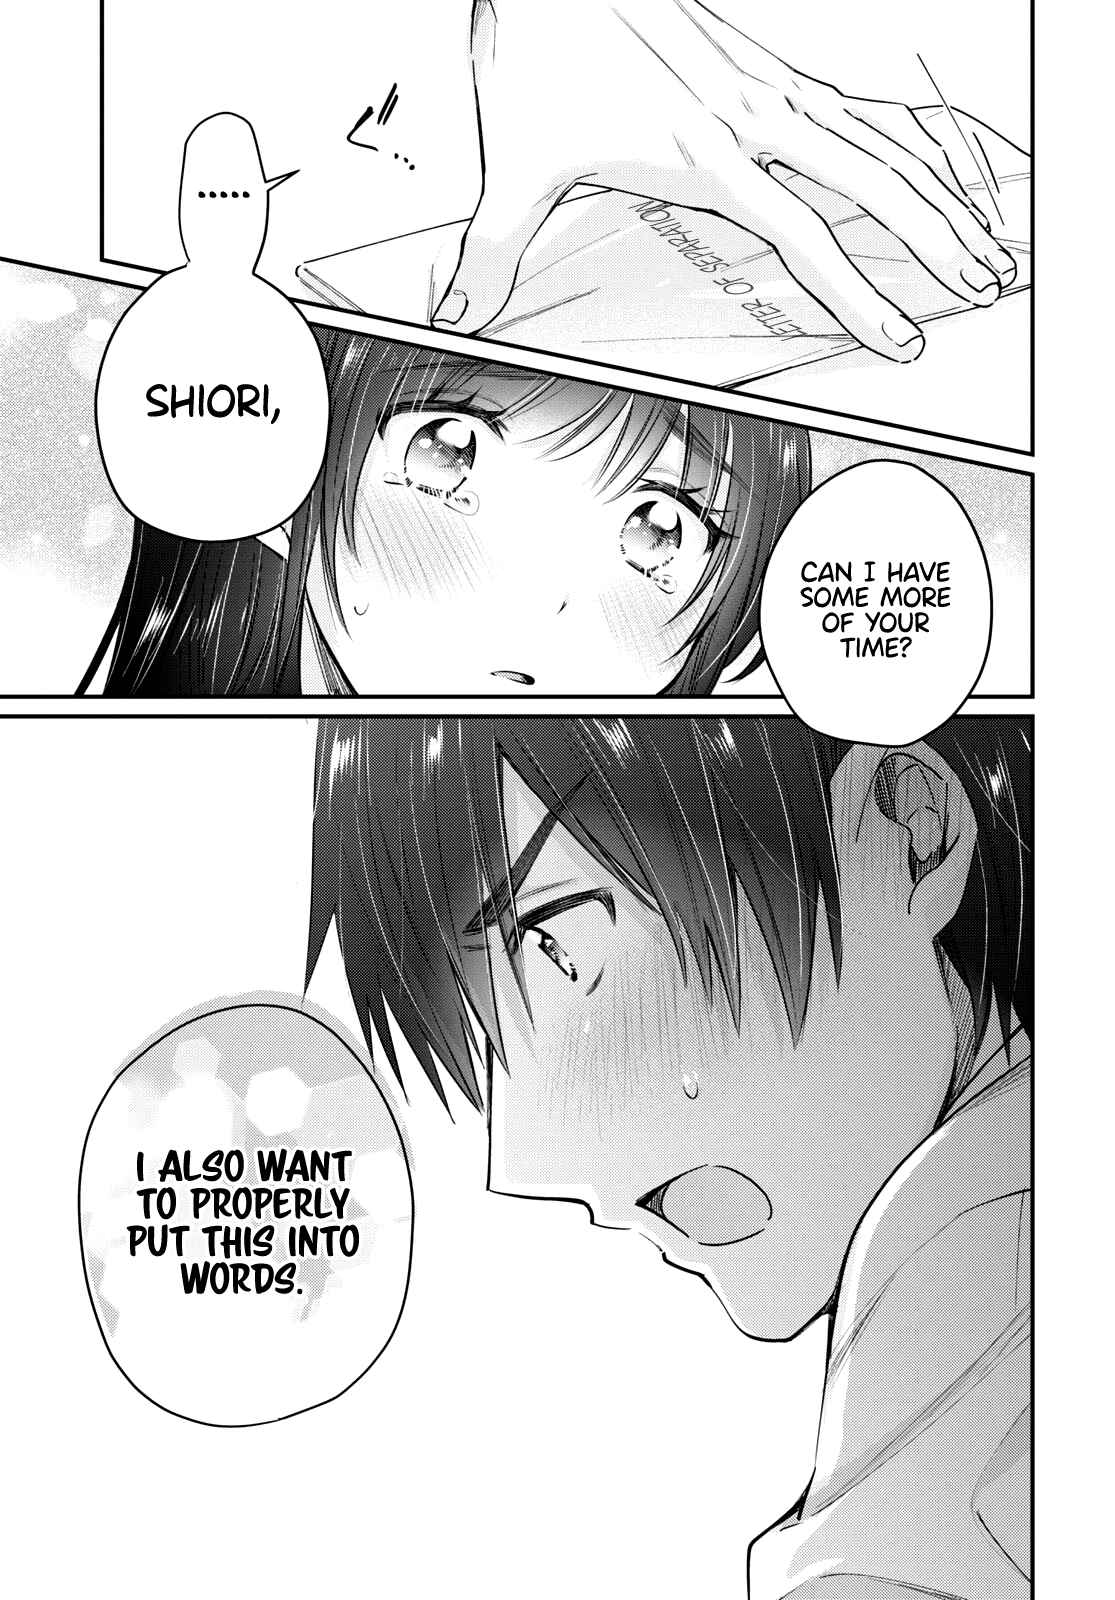 く゛…
LETTER OF SEPARATION
.....
SHIORI,
CAN I HAVE
SOME MORE
OF YOUR
TIME?
I ALSO WANT
TO PROPERLY
PUT THIS INTO
WORDS.